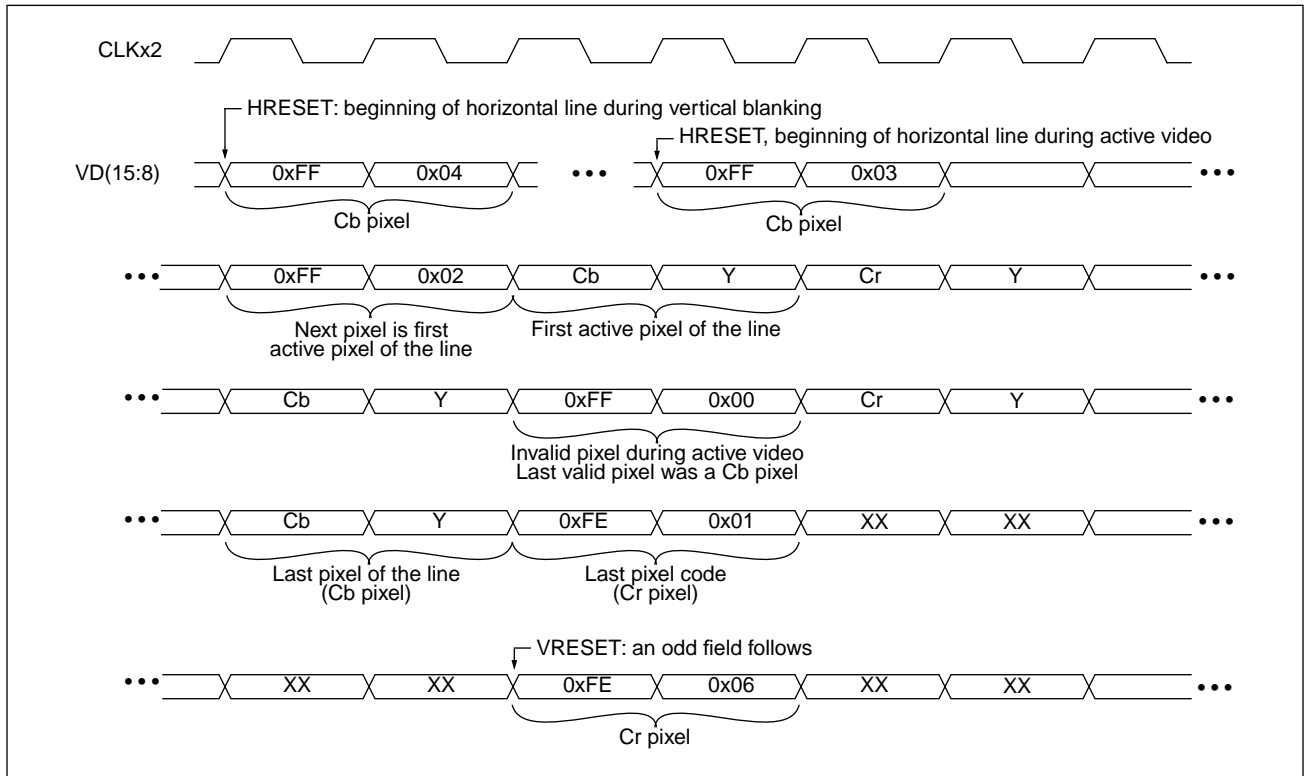 CLKx2
HRESET: beginning of horizontal line during vertical blanking
HRESET, beginning of horizontal line during active video
VD(15:8) 0xFF 0x04 ••• 0xFF 0x03 •••
Cb pixel Cb pixel
••• 0xFF 0x02 Cb Y Cr Y •••
Next pixel is first
active pixel of the line
First active pixel of the line
••• Cb Y 0xFF 0x00 Cr Y •••
Invalid pixel during active video
Last valid pixel was a Cb pixel
••• Cb Y 0xFE 0x01 XX XX •••
Last pixel of the line
(Cb pixel)
Last pixel code
(Cr pixel)
VRESET: an odd field follows
••• XX XX 0xFE 0x06 XX XX •••
Cr pixel